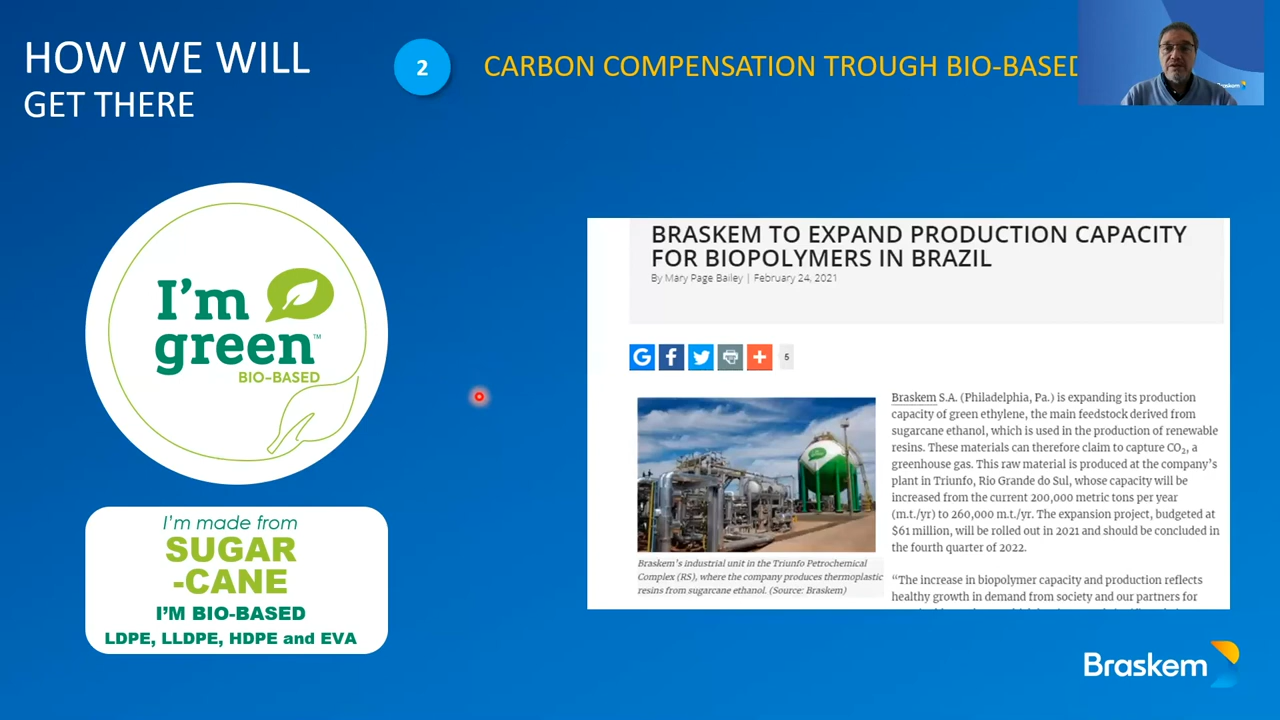 HOW WE WILL
GET THERE
2
CARBON COMPENSATION TROUGH BIO-BASED
Braskem
I'm
green™
BIO-BASED
I'm made from
SUGAR
-CANE
I'M BIO-BASED
LDPE, LLDPE, HDPE and EVA
BRASKEM TO EXPAND PRODUCTION CAPACITY
FOR BIOPOLYMERS IN BRAZIL
By Mary Page Bailey | February 24, 2021
5
Braskem's industrial unit in the Triunfo Petrochemical
Complex (RS), where the company produces thermoplastic
resins from sugarcane ethanol. (Source: Braskem)
Braskem S.A. (Philadelphia, Pa.) is expanding its production
capacity of green ethylene, the main feedstock derived from
sugarcane ethanol, which is used in the production of renewable
resins. These materials can therefore claim to capture CO₂, a
greenhouse gas. This raw material is produced at the company's
plant in Triunfo, Rio Grande do Sul, whose capacity will be
increased from the current 200,000 metric tons per year
(m.t./yr) to 260,000 m.t./yr. The expansion project, budgeted at
$61 million, will be rolled out in 2021 and should be concluded in
the fourth quarter of 2022.
“The increase in biopolymer capacity and production reflects
healthy growth in demand from society and our partners for
Braskem